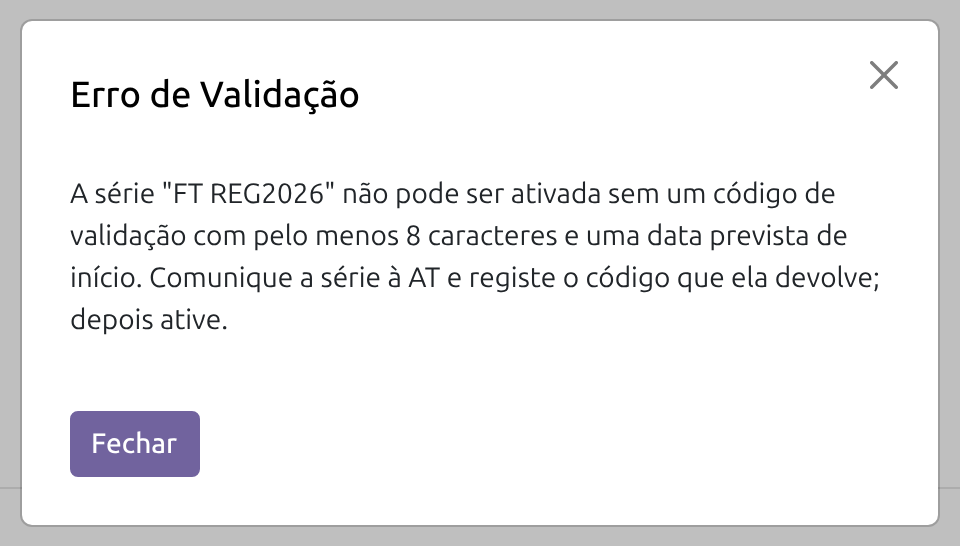 Erro de Validação
A série "FT REG2026" não pode ser ativada sem um código de
validação com pelo menos 8 caracteres e uma data prevista de
início. Comunique a série à AT e registe o código que ela devolve;
depois ative.
Fechar